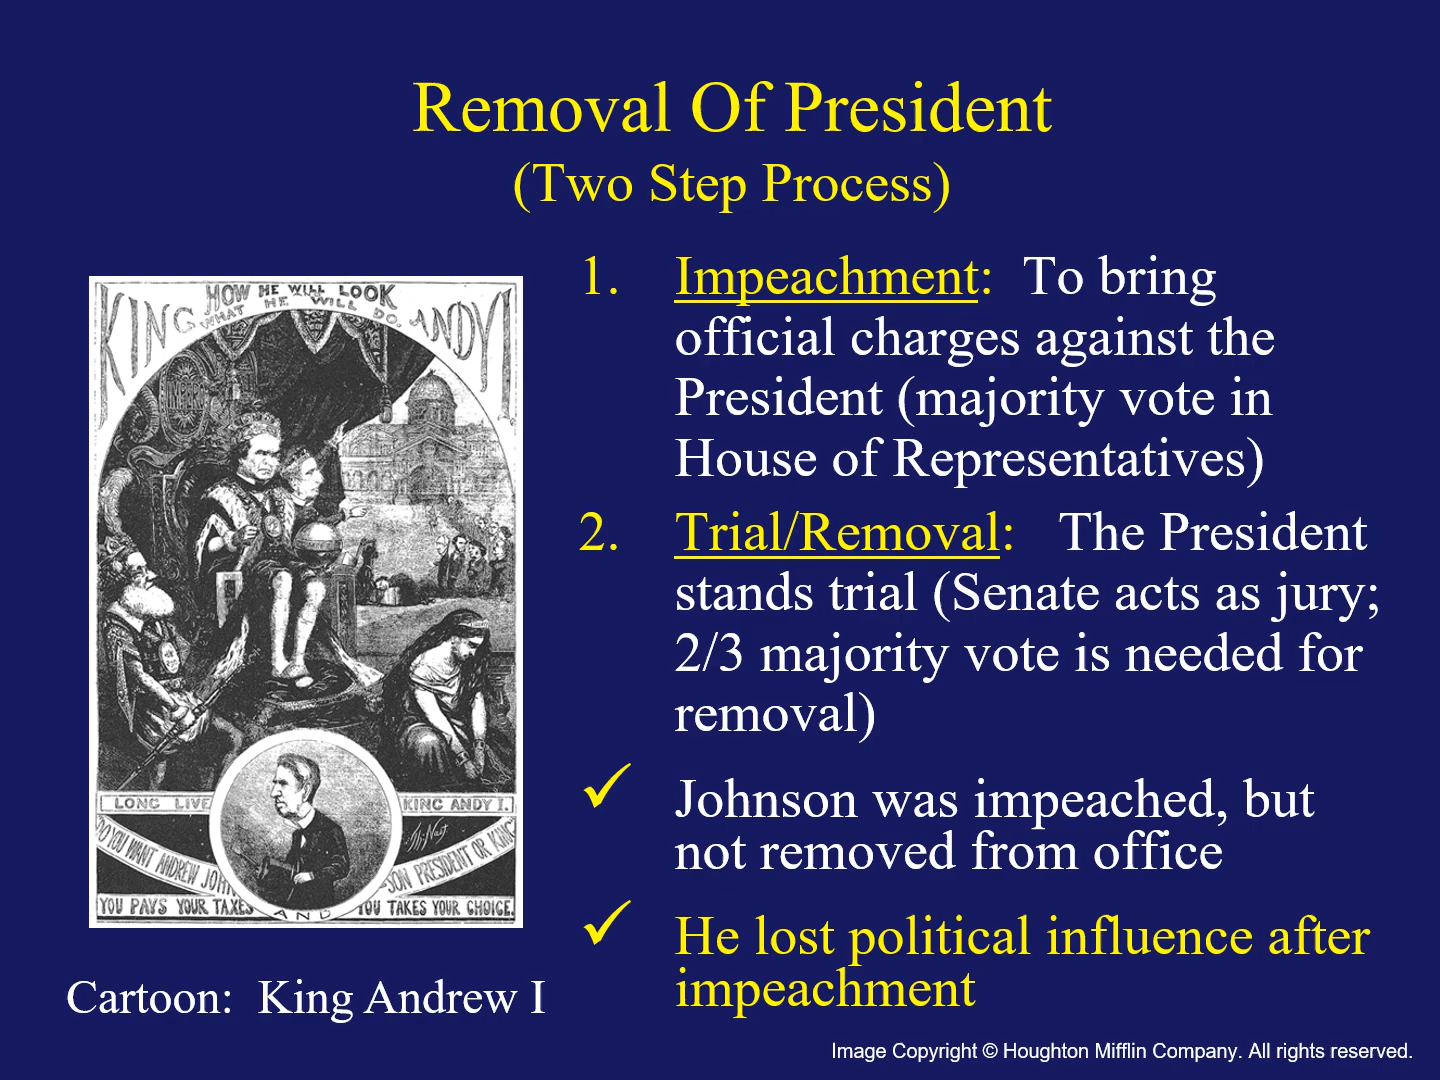 Removal Of President
(Two Step Process)
KING HOW HE WILL LOOK ANDY!
WHAT HE WILL DO.
LONG LIVE KING ANDY I.
Th: Nast
DO YOU WANT ANDREW JOHN-SON PRESIDENT OR KING
YOU PAYS YOUR TAXES AND YOU TAKES YOUR CHOICE.
Cartoon: King Andrew I
1. Impeachment: To bring
official charges against the
President (majority vote in
House of Representatives)
2. Trial/Removal: The President
stands trial (Senate acts as jury;
2/3 majority vote is needed for
removal)
✓ Johnson was impeached, but
not removed from office
✓ He lost political influence after
impeachment
Image Copyright © Houghton Mifflin Company. All rights reserved.